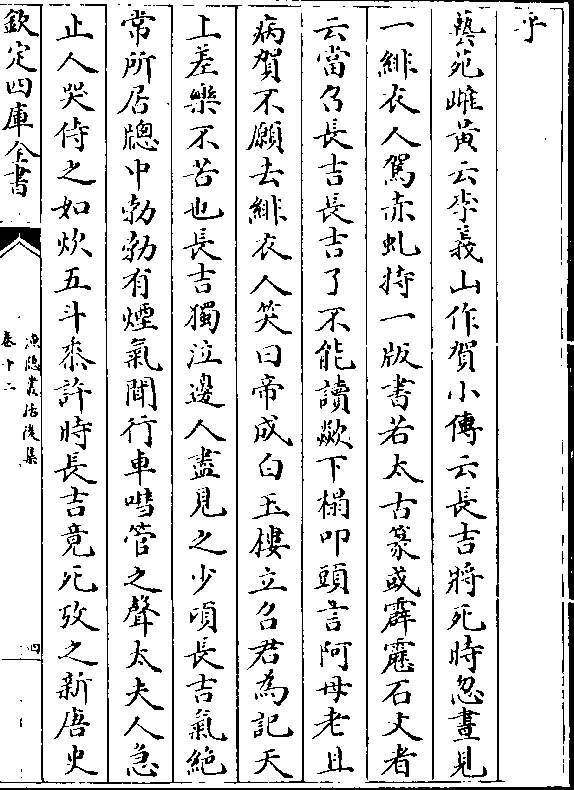 乎
藝苑雌黄云李義山作賀小傳云長吉將死時忽晝見
一緋衣人駕赤虬持一版書若太古篆或霹靂石文者
云當召長吉長吉了不能讀歘下榻叩頭言阿母老且
病賀不願去緋衣人笑曰帝成白玉樓立召君為記天
上差樂不苦也長吉獨泣邊人盡見之少頃長吉氣絶
常所居牎中勃勃有煙氣聞行車嘒管之聲太夫人急
止人哭待之如炊五斗黍許時長吉竟死攷之新唐史
欽定四庫全書
漁隱叢話後集
卷十二
四